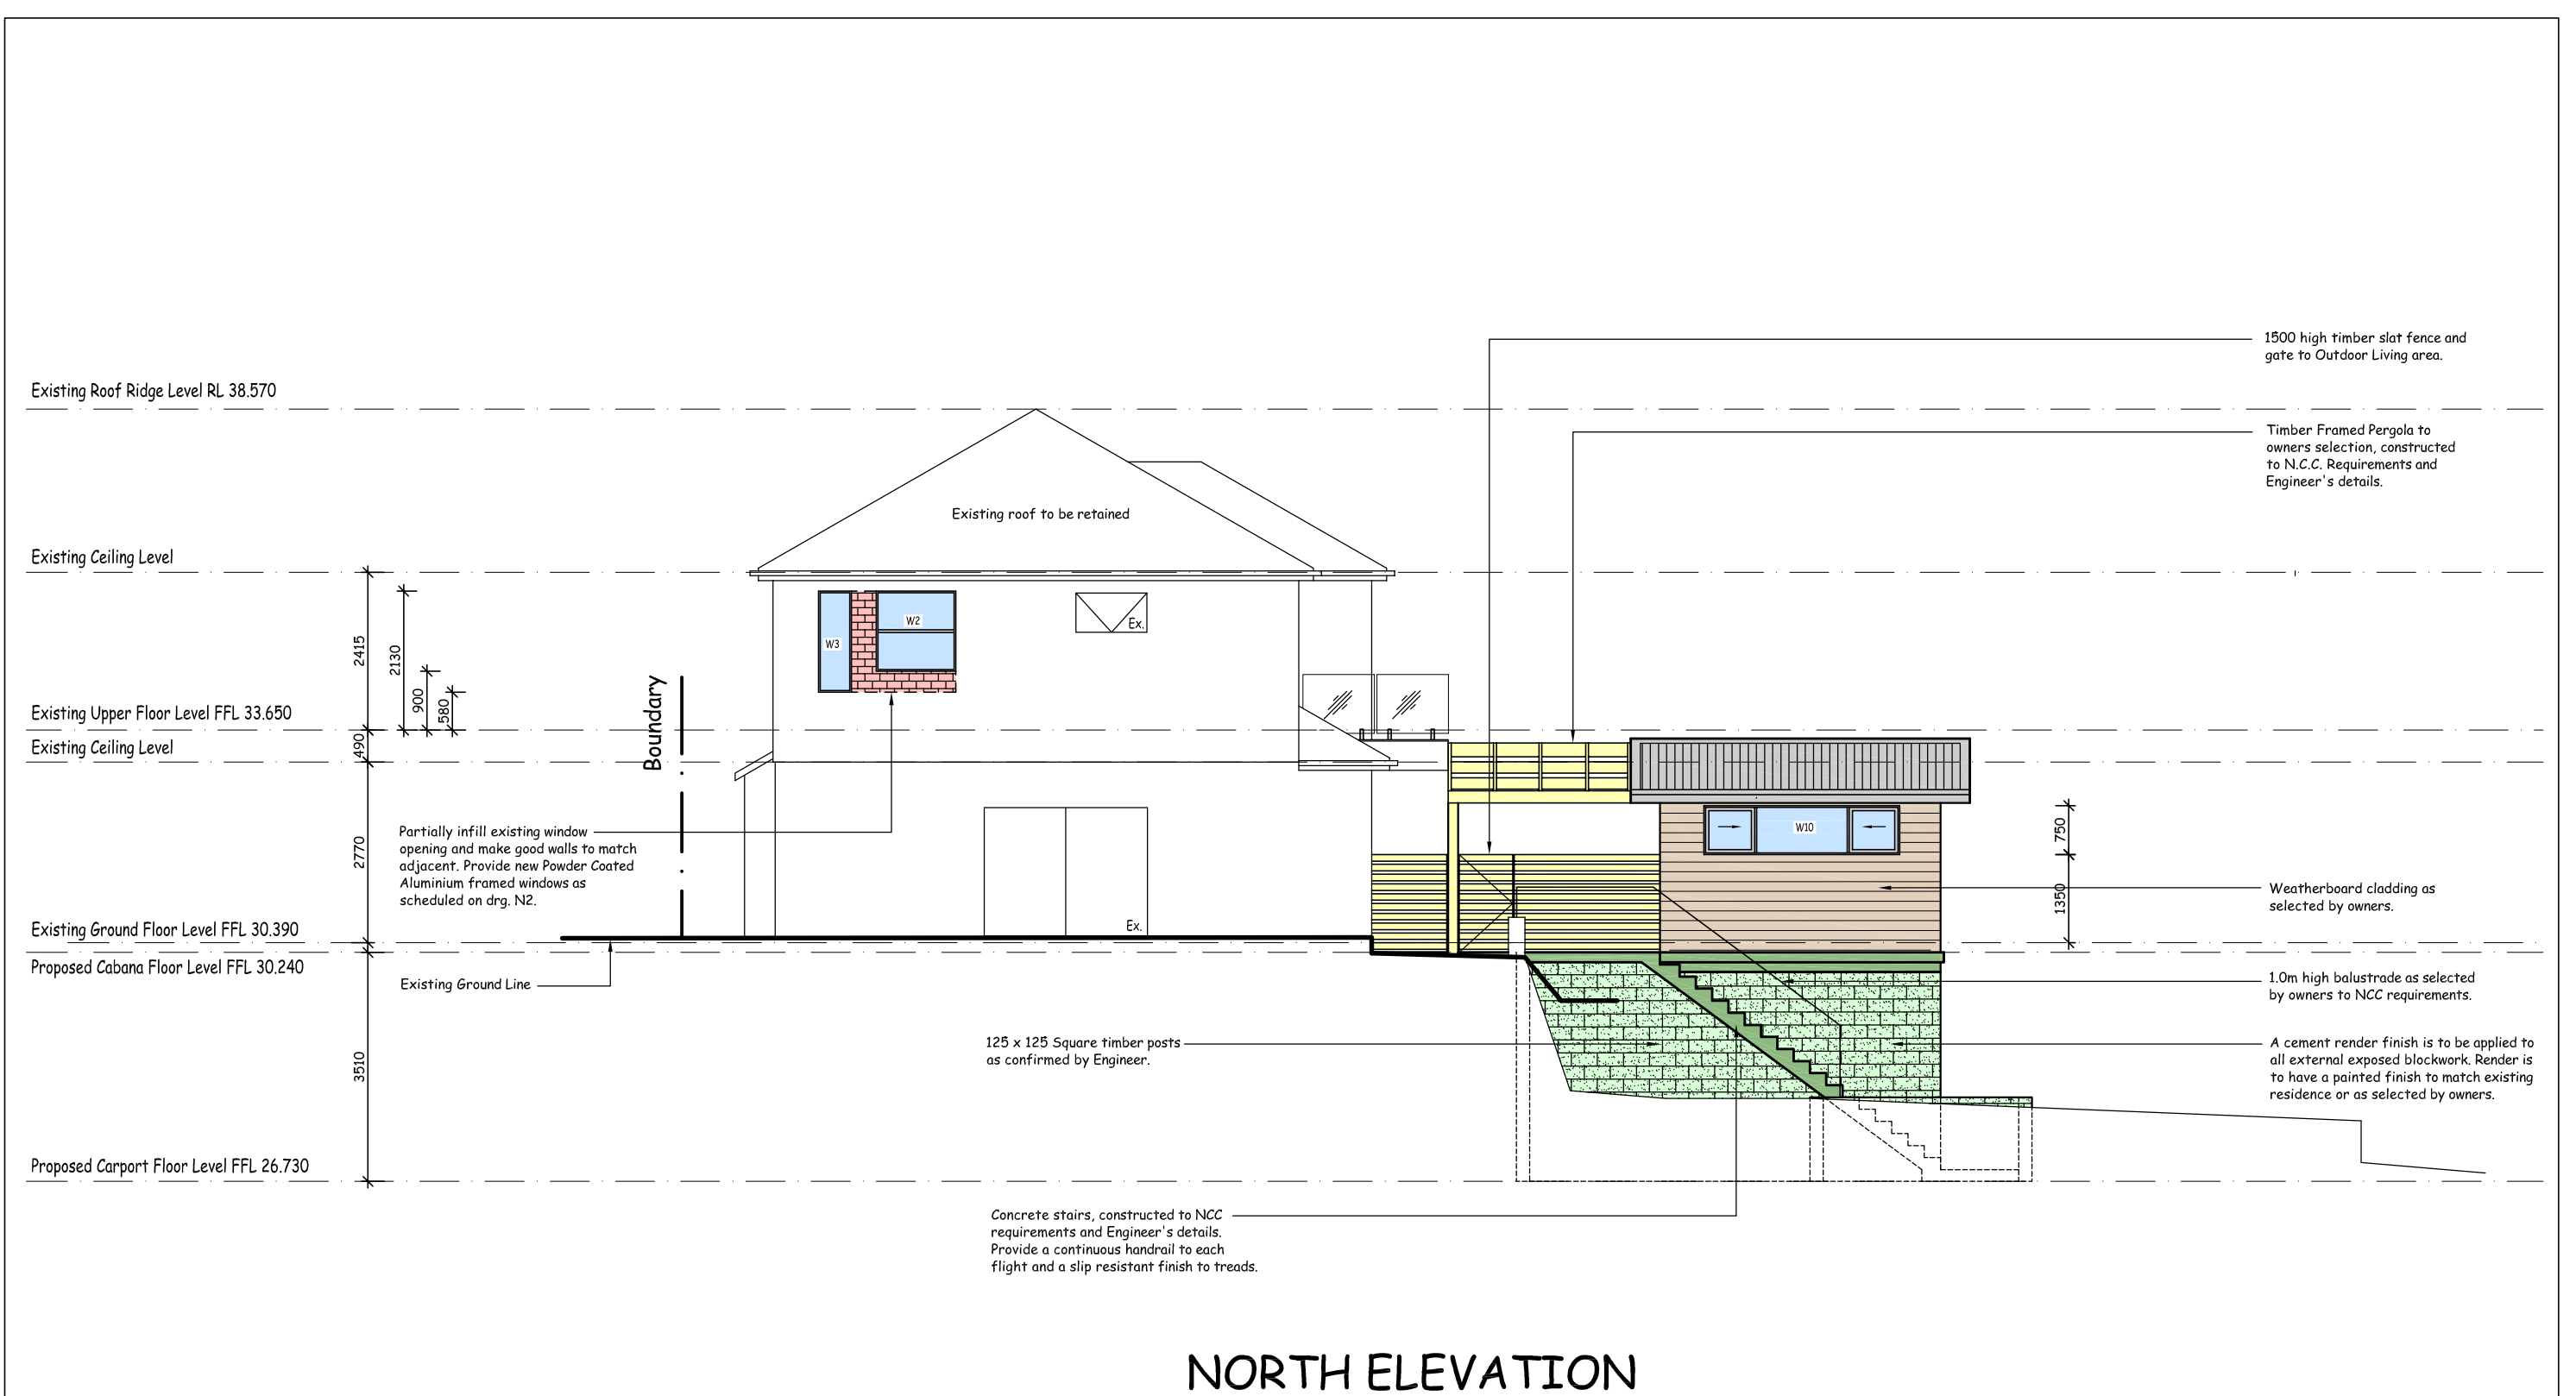 1500 high timber slat fence and
gate to Outdoor Living area.
Existing Roof Ridge Level RL 38.570
Timber Framed Pergola to
owners selection, constructed
to N.C.C. Requirements and
Engineer's details.
Existing roof to be retained
Existing Ceiling Level
2415
2130
900
580
W3
W2
Ex.
Boundary
Existing Upper Floor Level FFL 33.650
490
Existing Ceiling Level
2770
Partially infill existing window
opening and make good walls to match
adjacent. Provide new Powder Coated
Aluminium framed windows as
scheduled on drg. N2.
W10
750
1350
Weatherboard cladding as
selected by owners.
Ex.
Existing Ground Floor Level FFL 30.390
Proposed Cabana Floor Level FFL 30.240
Existing Ground Line
1.0m high balustrade as selected
by owners to NCC requirements.
125 x 125 Square timber posts
as confirmed by Engineer.
A cement render finish is to be applied to
all external exposed blockwork. Render is
to have a painted finish to match existing
residence or as selected by owners.
3510
Proposed Carport Floor Level FFL 26.730
Concrete stairs, constructed to NCC
requirements and Engineer's details.
Provide a continuous handrail to each
flight and a slip resistant finish to treads.
NORTH ELEVATION